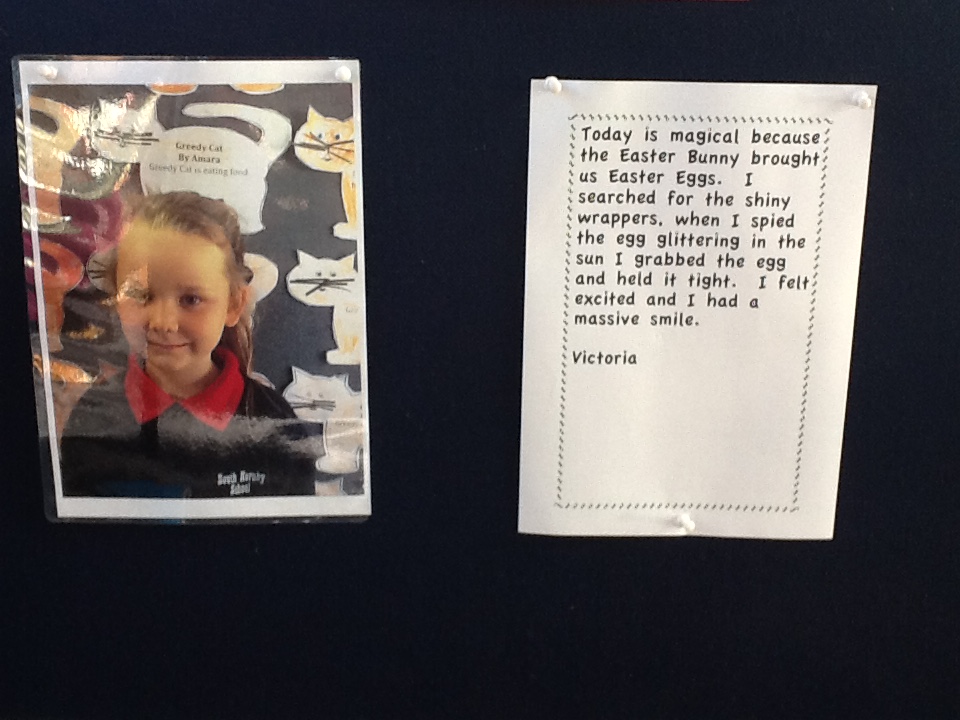 Greedy Cat
By Amara
Greedy Cat is eating food
School
Today is magical because
the Easter Bunny brought
us Easter Eggs. I
searched for the shiny
wrappers, when I spied
the egg glittering in the
sun I grabbed the egg
and held it tight. I felt
excited and I had a
massive smile.
Victoria